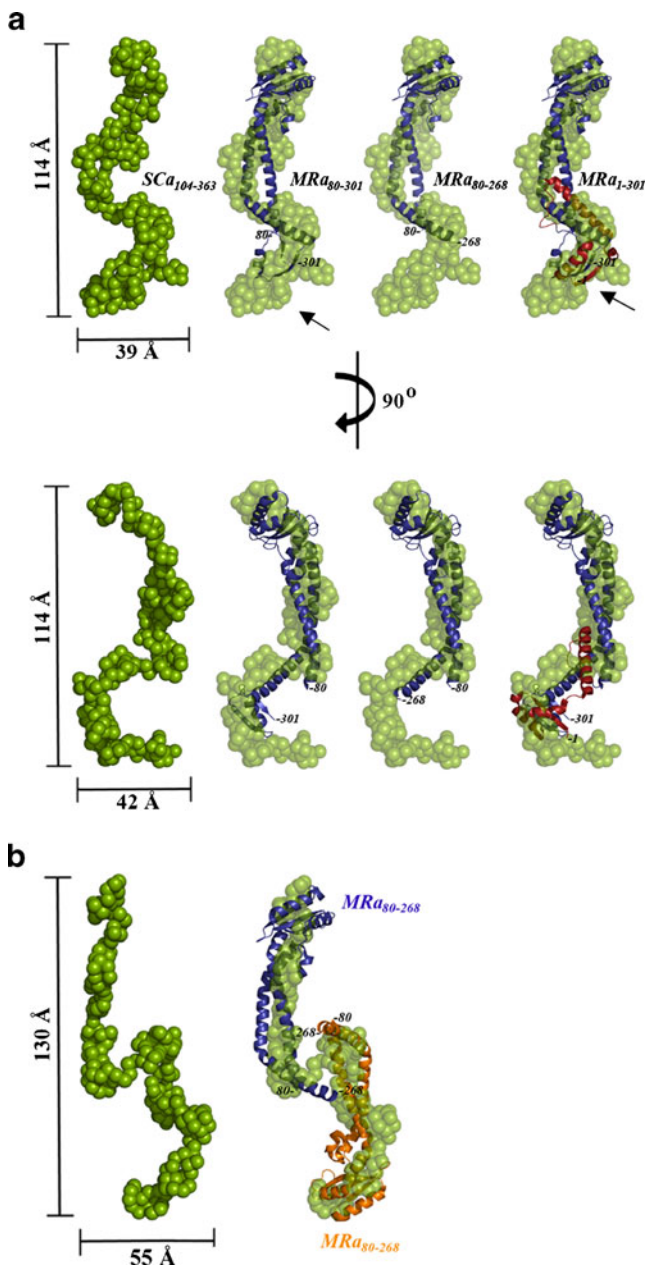 a
114 Å
SCa104-363
MRa80-301
MRa80-268
MRa1-301
80-
-301
80-
-268
-301
39 Å
90o
114 Å
-80
-301
-268
-80
-301
-1
42 Å
b
130 Å
MRa80-268
-80
268-
80-
-268
55 Å
MRa80-268